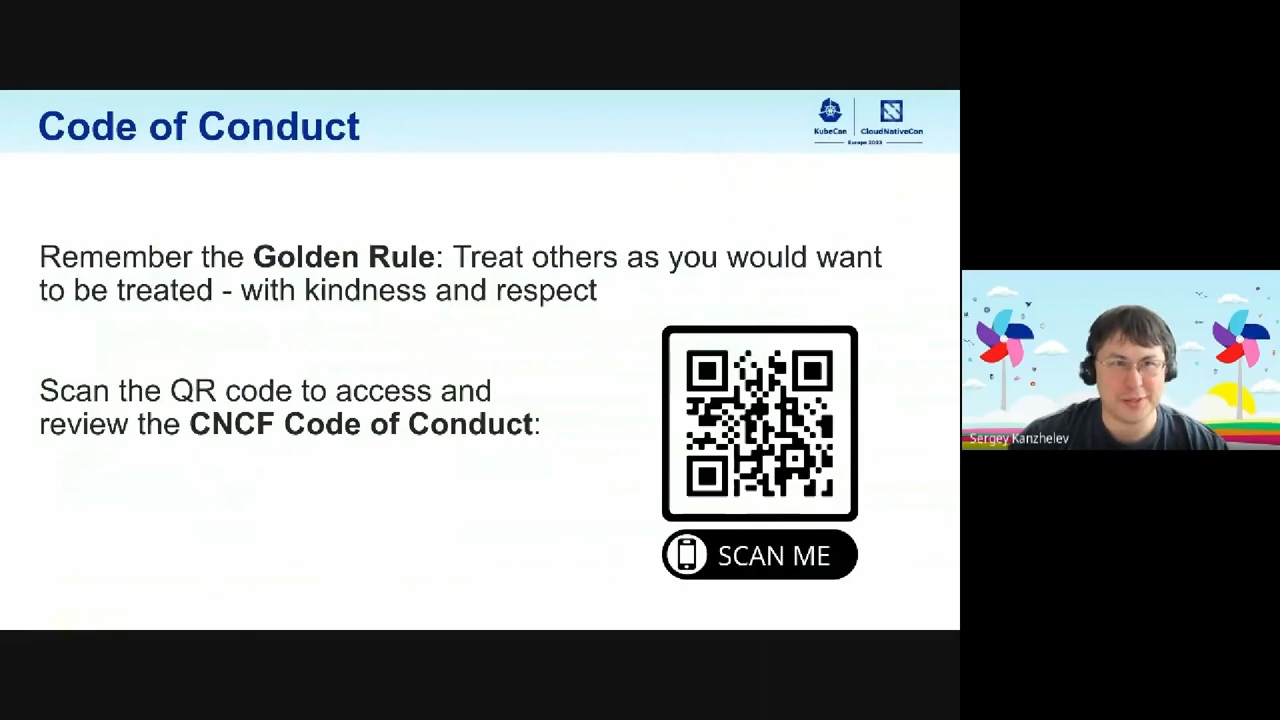 Code of Conduct
KubeCon
CloudNativeCon
Europe 2023
Remember the Golden Rule: Treat others as you would want
to be treated - with kindness and respect
Scan the QR code to access and
review the CNCF Code of Conduct:
SCAN ME
Sergey Kanzhelev